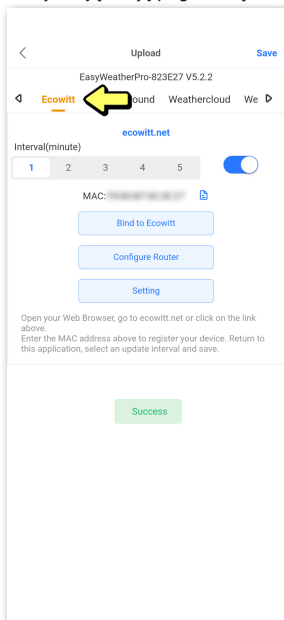 Upload
Save
EasyWeatherPro-823E27 V5.2.2
Ecowitt ound Weathercloud We
ecowitt.net
Interval(minute)
1 2 3 4 5
MAC:
Bind to Ecowitt
Configure Router
Setting
Open your Web Browser, go to ecowitt.net or click on the link
above.
Enter the MAC address above to register your device. Return to
this application, select an update interval and save.
Success